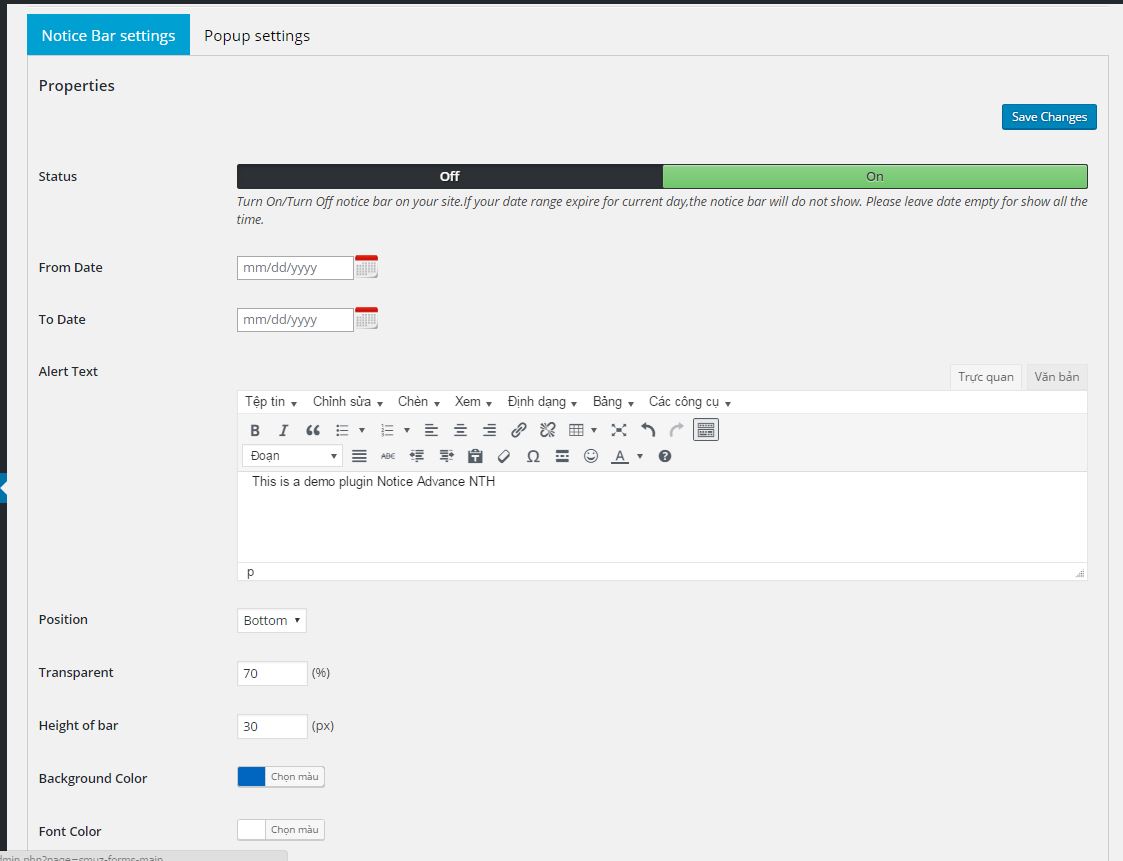 Notice Bar settings Popup settings
Properties
Save Changes
Status Off On
Turn On/Turn Off notice bar on your site.If your date range expire for current day,the notice bar will do not show. Please leave date empty for show all the
time.
From Date mm/dd/yyyy
To Date mm/dd/yyyy
Alert Text Trực quan Văn bản
Tệp tin Chỉnh sửa Chèn Xem Định dạng Bảng Các công cụ
B I
Đoạn ABC Ω A
This is a demo plugin Notice Advance NTH
p
Position Bottom
Transparent 70 (%)
Height of bar 30 (px)
Background Color Chọn màu
Font Color Chọn màu
dmin.php?page=smuz-forms-main